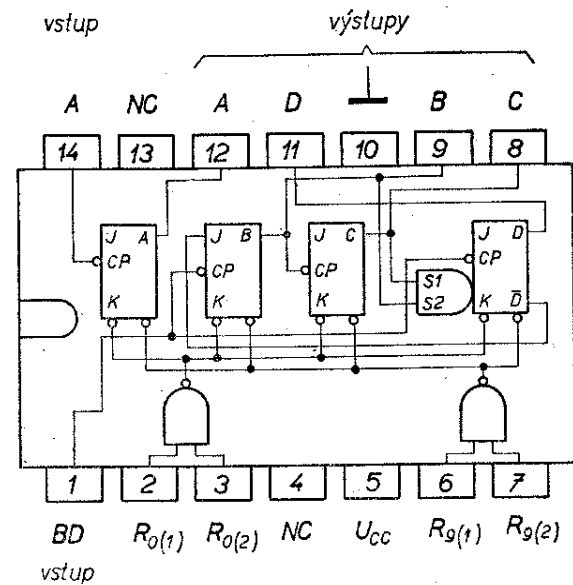 vstup výstupy
A NC A D B C
14 13 12 11 10 9 8
J A J B J C J D
CP CP CP CP
S1
K K K S2 K D̅
1 2 3 4 5 6 7
BD R0(1) R0(2) NC UCC R9(1) R9(2)
vstup